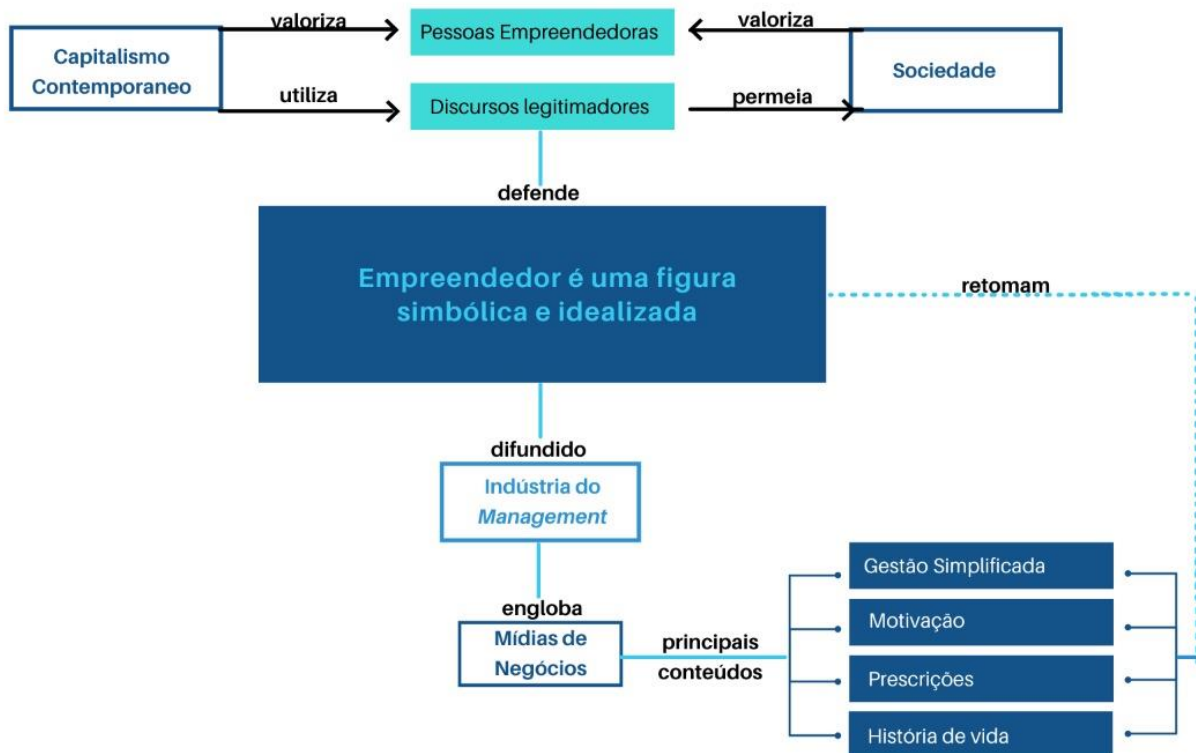 valoriza
Pessoas Empreendedoras
valoriza
Capitalismo
Contemporaneo
Sociedade
utiliza
Discursos legitimadores
permeia
defende
Empreendedor é uma figura
simbólica e idealizada
retomam
difundido
Indústria do
Management
engloba
Mídias de
Negócios
principais
conteúdos
Gestão Simplificada
Motivação
Prescrições
História de vida